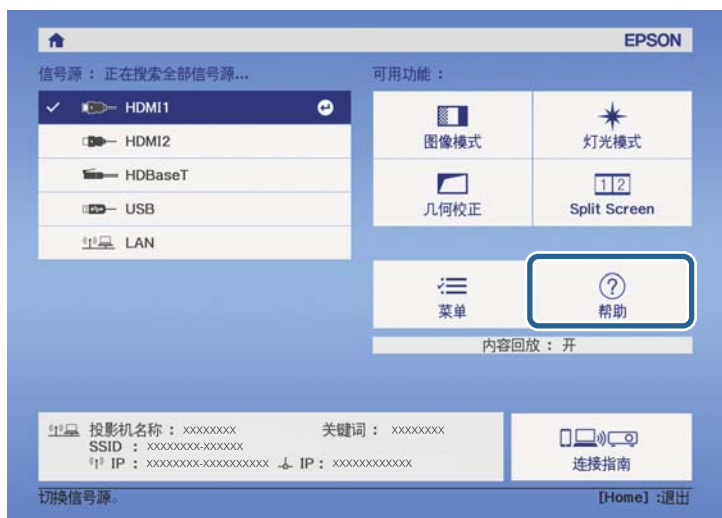 EPSON
信号源 : 正在搜索全部信号源...
HDMI1
HDMI2
HDBaseT
USB
LAN
可用功能 :
图像模式
灯光模式
几何校正
1 2
Split Screen
菜单
? 帮助
内容回放 : 开
投影机名称 : xxxxxxxx 关键词 : xxxxxxxx
SSID : xxxxxxxx-xxxxxx
IP : xxxxxxxx-xxxxxxxxxx IP : xxxxxxxxxxxx
连接指南
切换信号源。 [Home] :退出